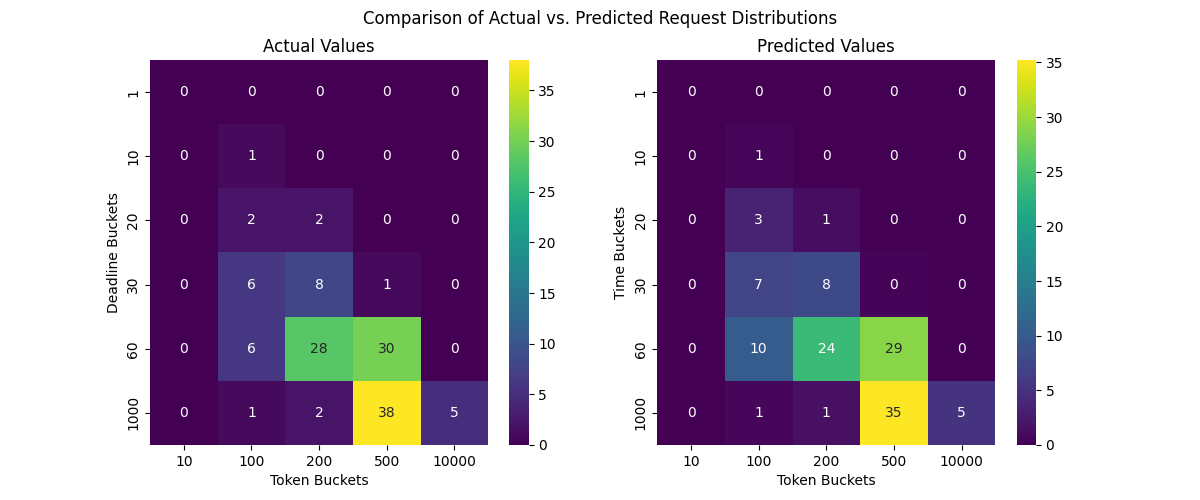 Comparison of Actual vs. Predicted Request Distributions
Actual Values
Deadline Buckets
1 0 0 0 0 0
10 0 1 0 0 0
20 0 2 2 0 0
30 0 6 8 1 0
60 0 6 28 30 0
1000 0 1 2 38 5
10 100 200 500 10000
Token Buckets
35
30
25
20
15
10
5
0
Predicted Values
Time Buckets
1 0 0 0 0 0
10 0 1 0 0 0
20 0 3 1 0 0
30 0 7 8 0 0
60 0 10 24 29 0
1000 0 1 1 35 5
10 100 200 500 10000
Token Buckets
35
30
25
20
15
10
5
0